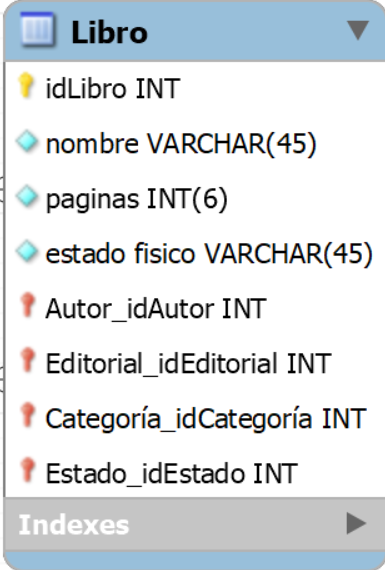 Libro
idLibro INT
nombre VARCHAR(45)
paginas INT(6)
estado fisico VARCHAR(45)
Autor_idAutor INT
Editorial_idEditorial INT
Categoría_idCategoría INT
Estado_idEstado INT
Indexes